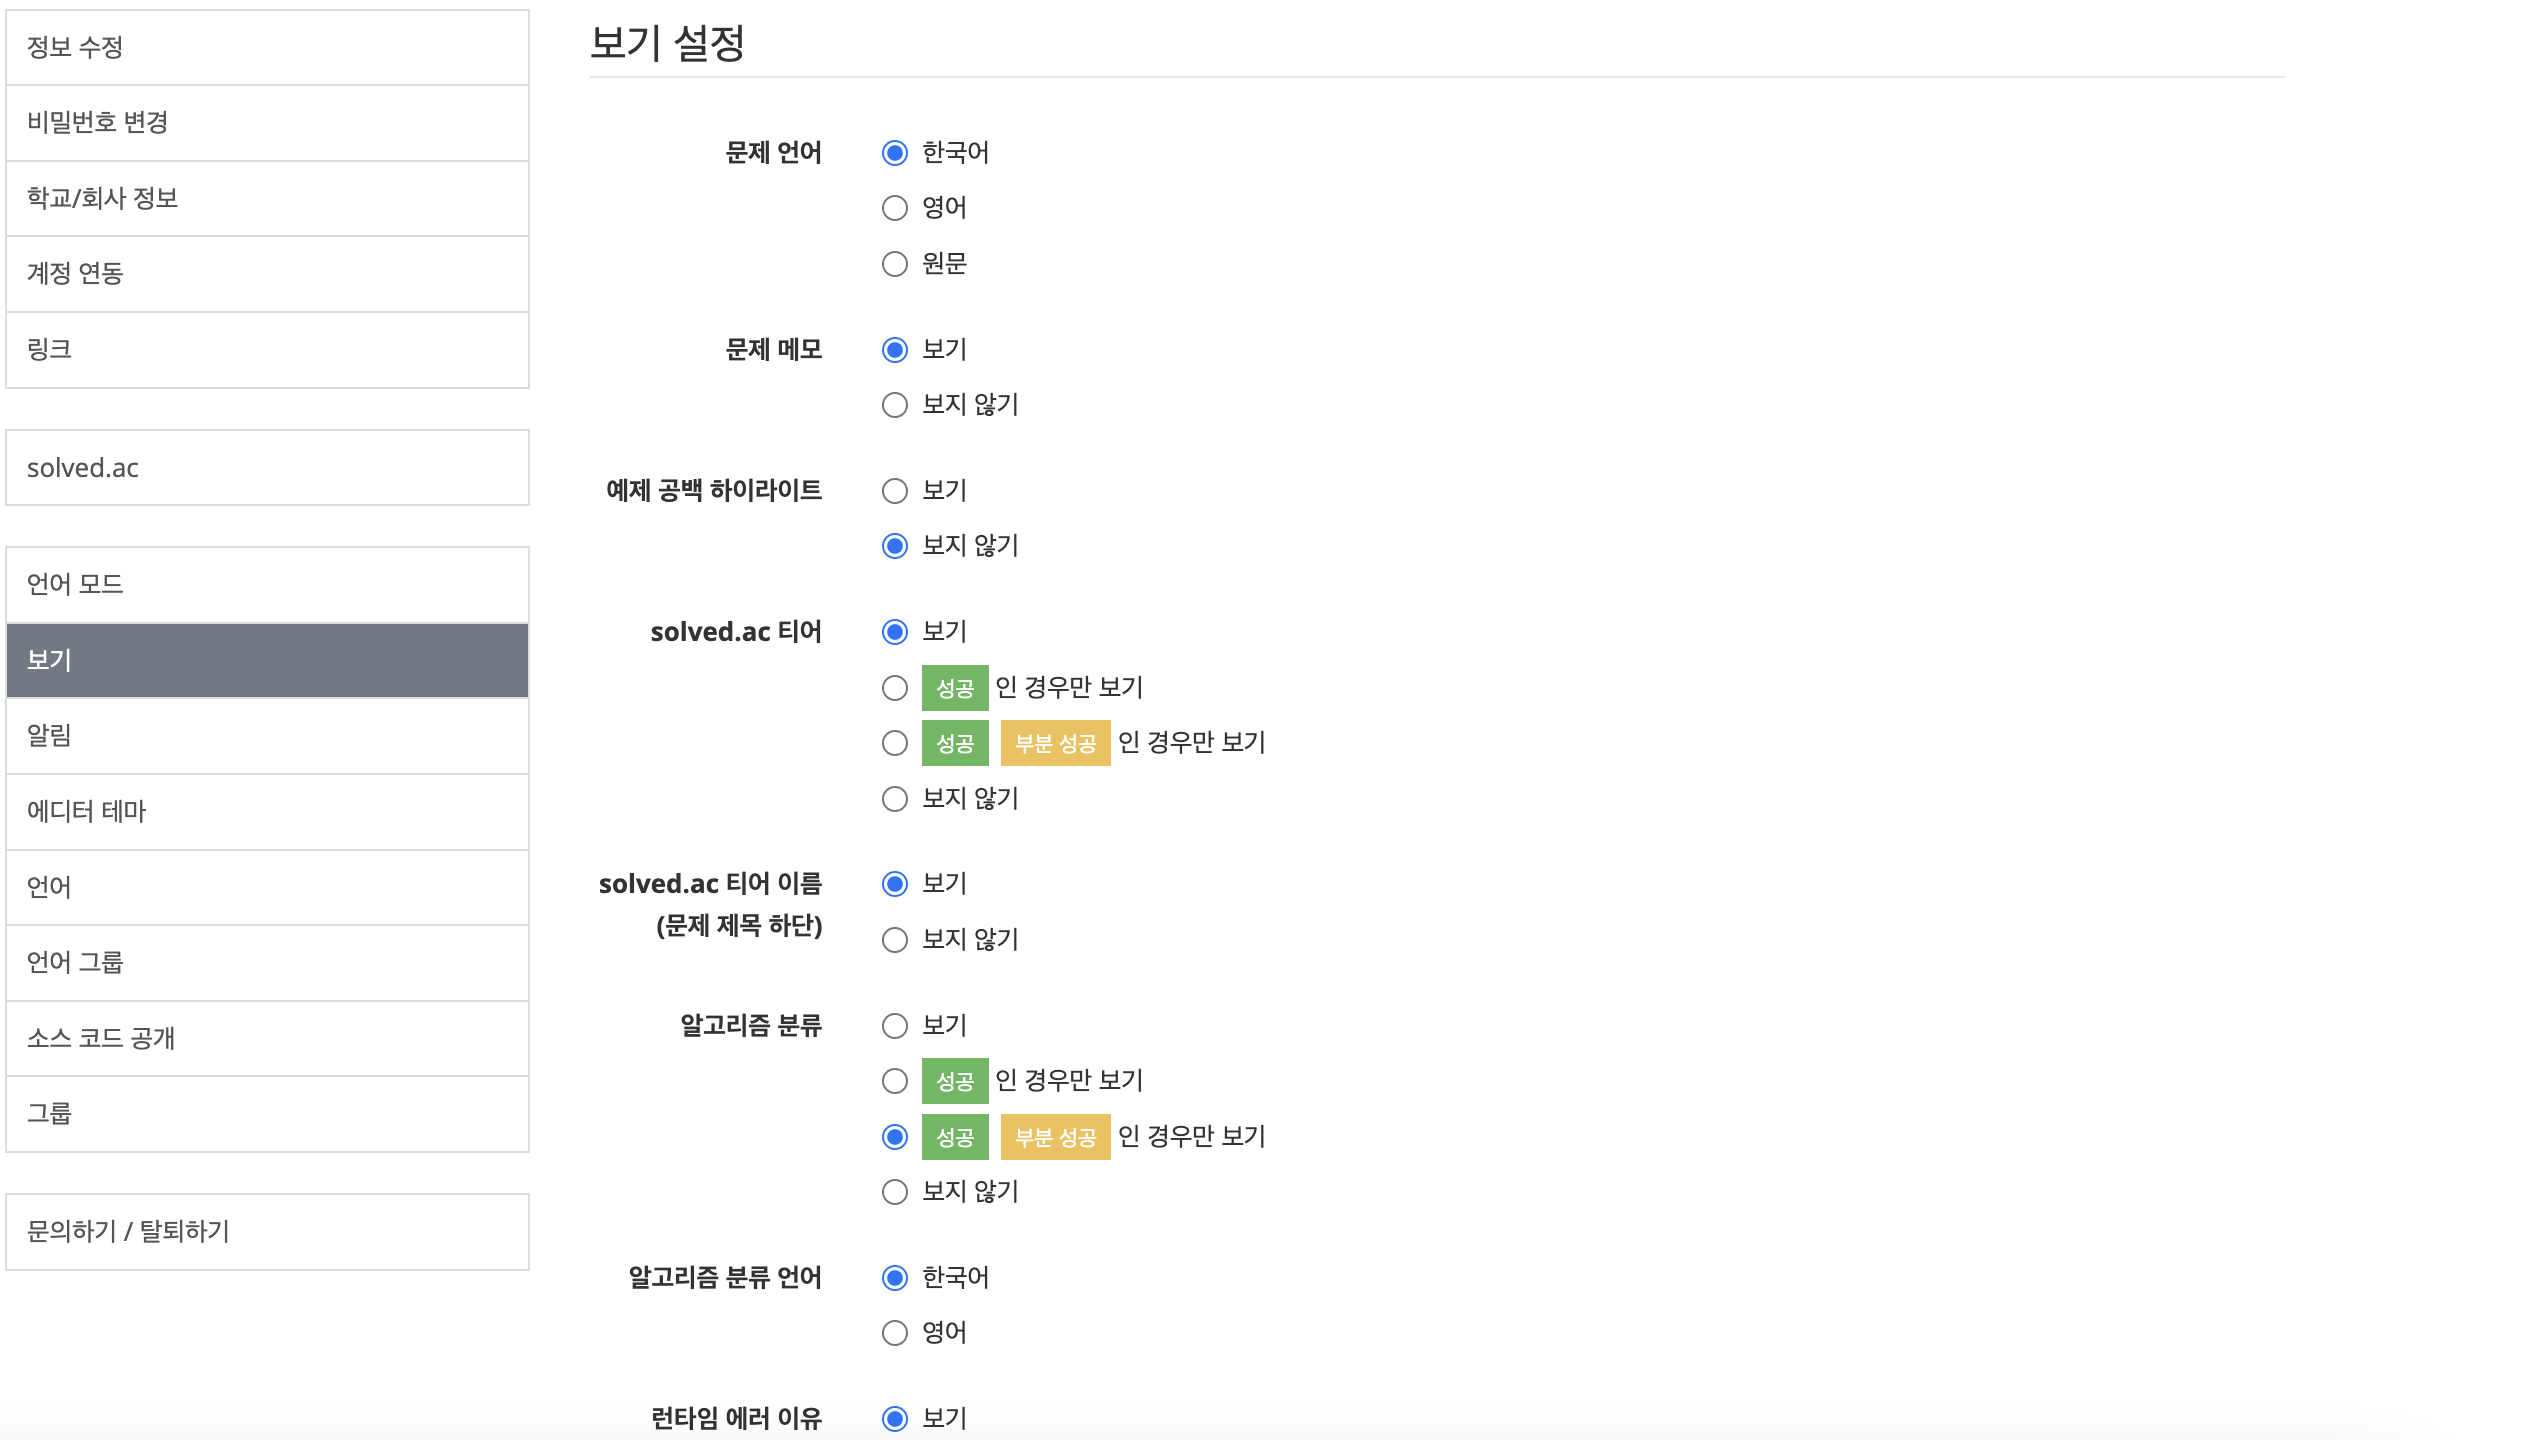 정보 수정
비밀번호 변경
학교/회사 정보
계정 연동
링크
solved.ac
언어 모드
보기
알림
에디터 테마
언어
언어 그룹
소스 코드 공개
그룹
문의하기 / 탈퇴하기
보기 설정
문제 언어
한국어
영어
원문
문제 메모
보기
보지 않기
예제 공백 하이라이트
보기
보지 않기
solved.ac 티어
보기
성공 인 경우만 보기
성공 부분 성공 인 경우만 보기
보지 않기
solved.ac 티어 이름
(문제 제목 하단)
보기
보지 않기
알고리즘 분류
보기
성공 인 경우만 보기
성공 부분 성공 인 경우만 보기
보지 않기
알고리즘 분류 언어
한국어
영어
런타임 에러 이유
보기